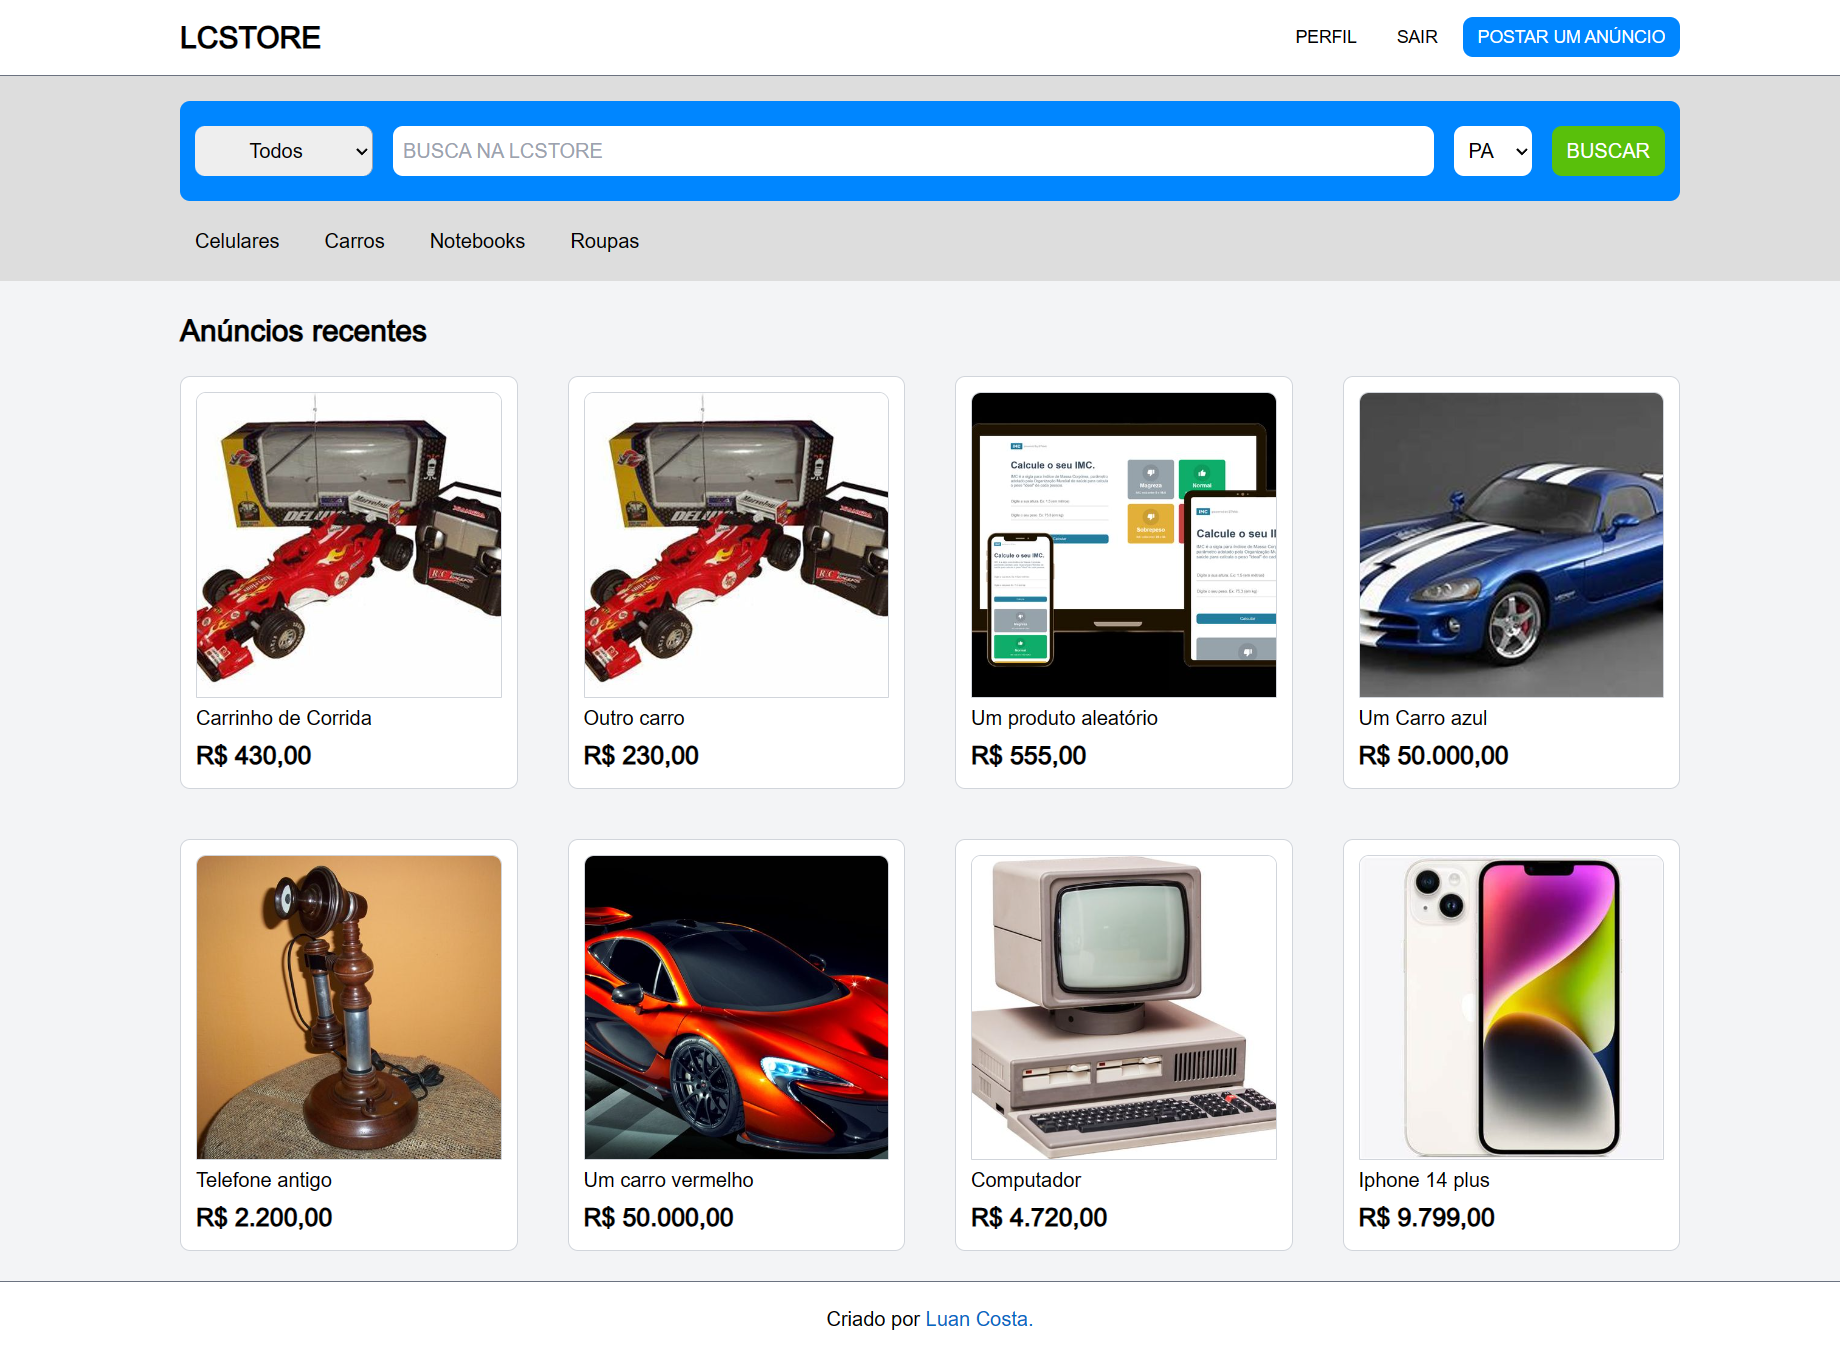 LCSTORE
PERFIL SAIR POSTAR UM ANÚNCIO
Todos BUSCA NA LCSTORE PA BUSCAR
Celulares Carros Notebooks Roupas
Anúncios recentes
DELUX
Calcule o seu IMC.
Magreza Normal
Sobrepeso
Calcule o seu IMC.
Calcule o seu I
Carrinho de Corrida
R$ 430,00
Outro carro
R$ 230,00
Um produto aleatório
R$ 555,00
Um Carro azul
R$ 50.000,00
Telefone antigo
R$ 2.200,00
Um carro vermelho
R$ 50.000,00
Computador
R$ 4.720,00
Iphone 14 plus
R$ 9.799,00
Criado por Luan Costa.